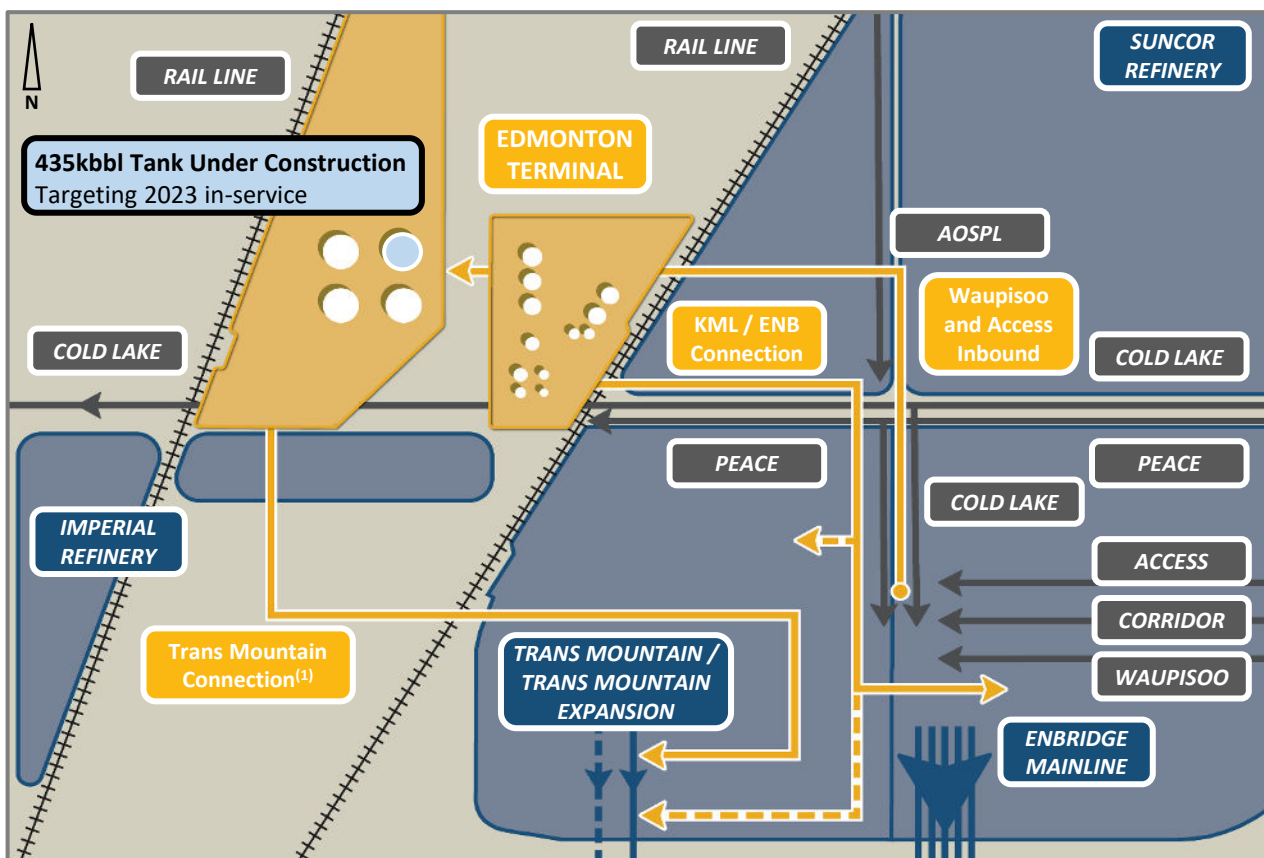 RAIL LINE
RAIL LINE
SUNCOR
REFINERY
N
435kbbl Tank Under Construction
Targeting 2023 in-service
EDMONTON
TERMINAL
AOSPL
Waupisoo
and Access
Inbound
KML / ENB
Connection
COLD LAKE
COLD LAKE
PEACE
PEACE
COLD LAKE
IMPERIAL
REFINERY
ACCESS
CORRIDOR
WAUPISOO
Trans Mountain
Connection(1)
TRANS MOUNTAIN /
TRANS MOUNTAIN
EXPANSION
ENBRIDGE
MAINLINE